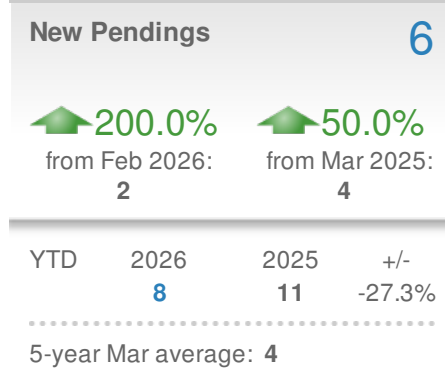 New Pendings 6
200.0% 50.0%
from Feb 2026: from Mar 2025:
2 4
YTD 2026 2025 +/-
8 11 -27.3%
5-year Mar average: 4